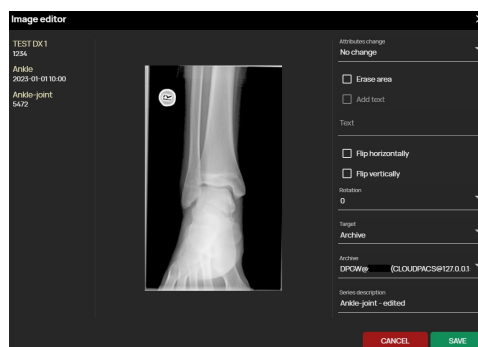 Image editor
TEST DX 1
1234
Ankle
2023-01-01 10:00
Ankle-joint
5472
Attributes change
No change
Erase area
Add text
Text
Flip horizontally
Flip vertically
Rotation
0
Target
Archive
Archive
DPGW@ (CLOUDPACS@127.0.0.1:
Series description
Ankle-joint - edited
CANCEL
SAVE